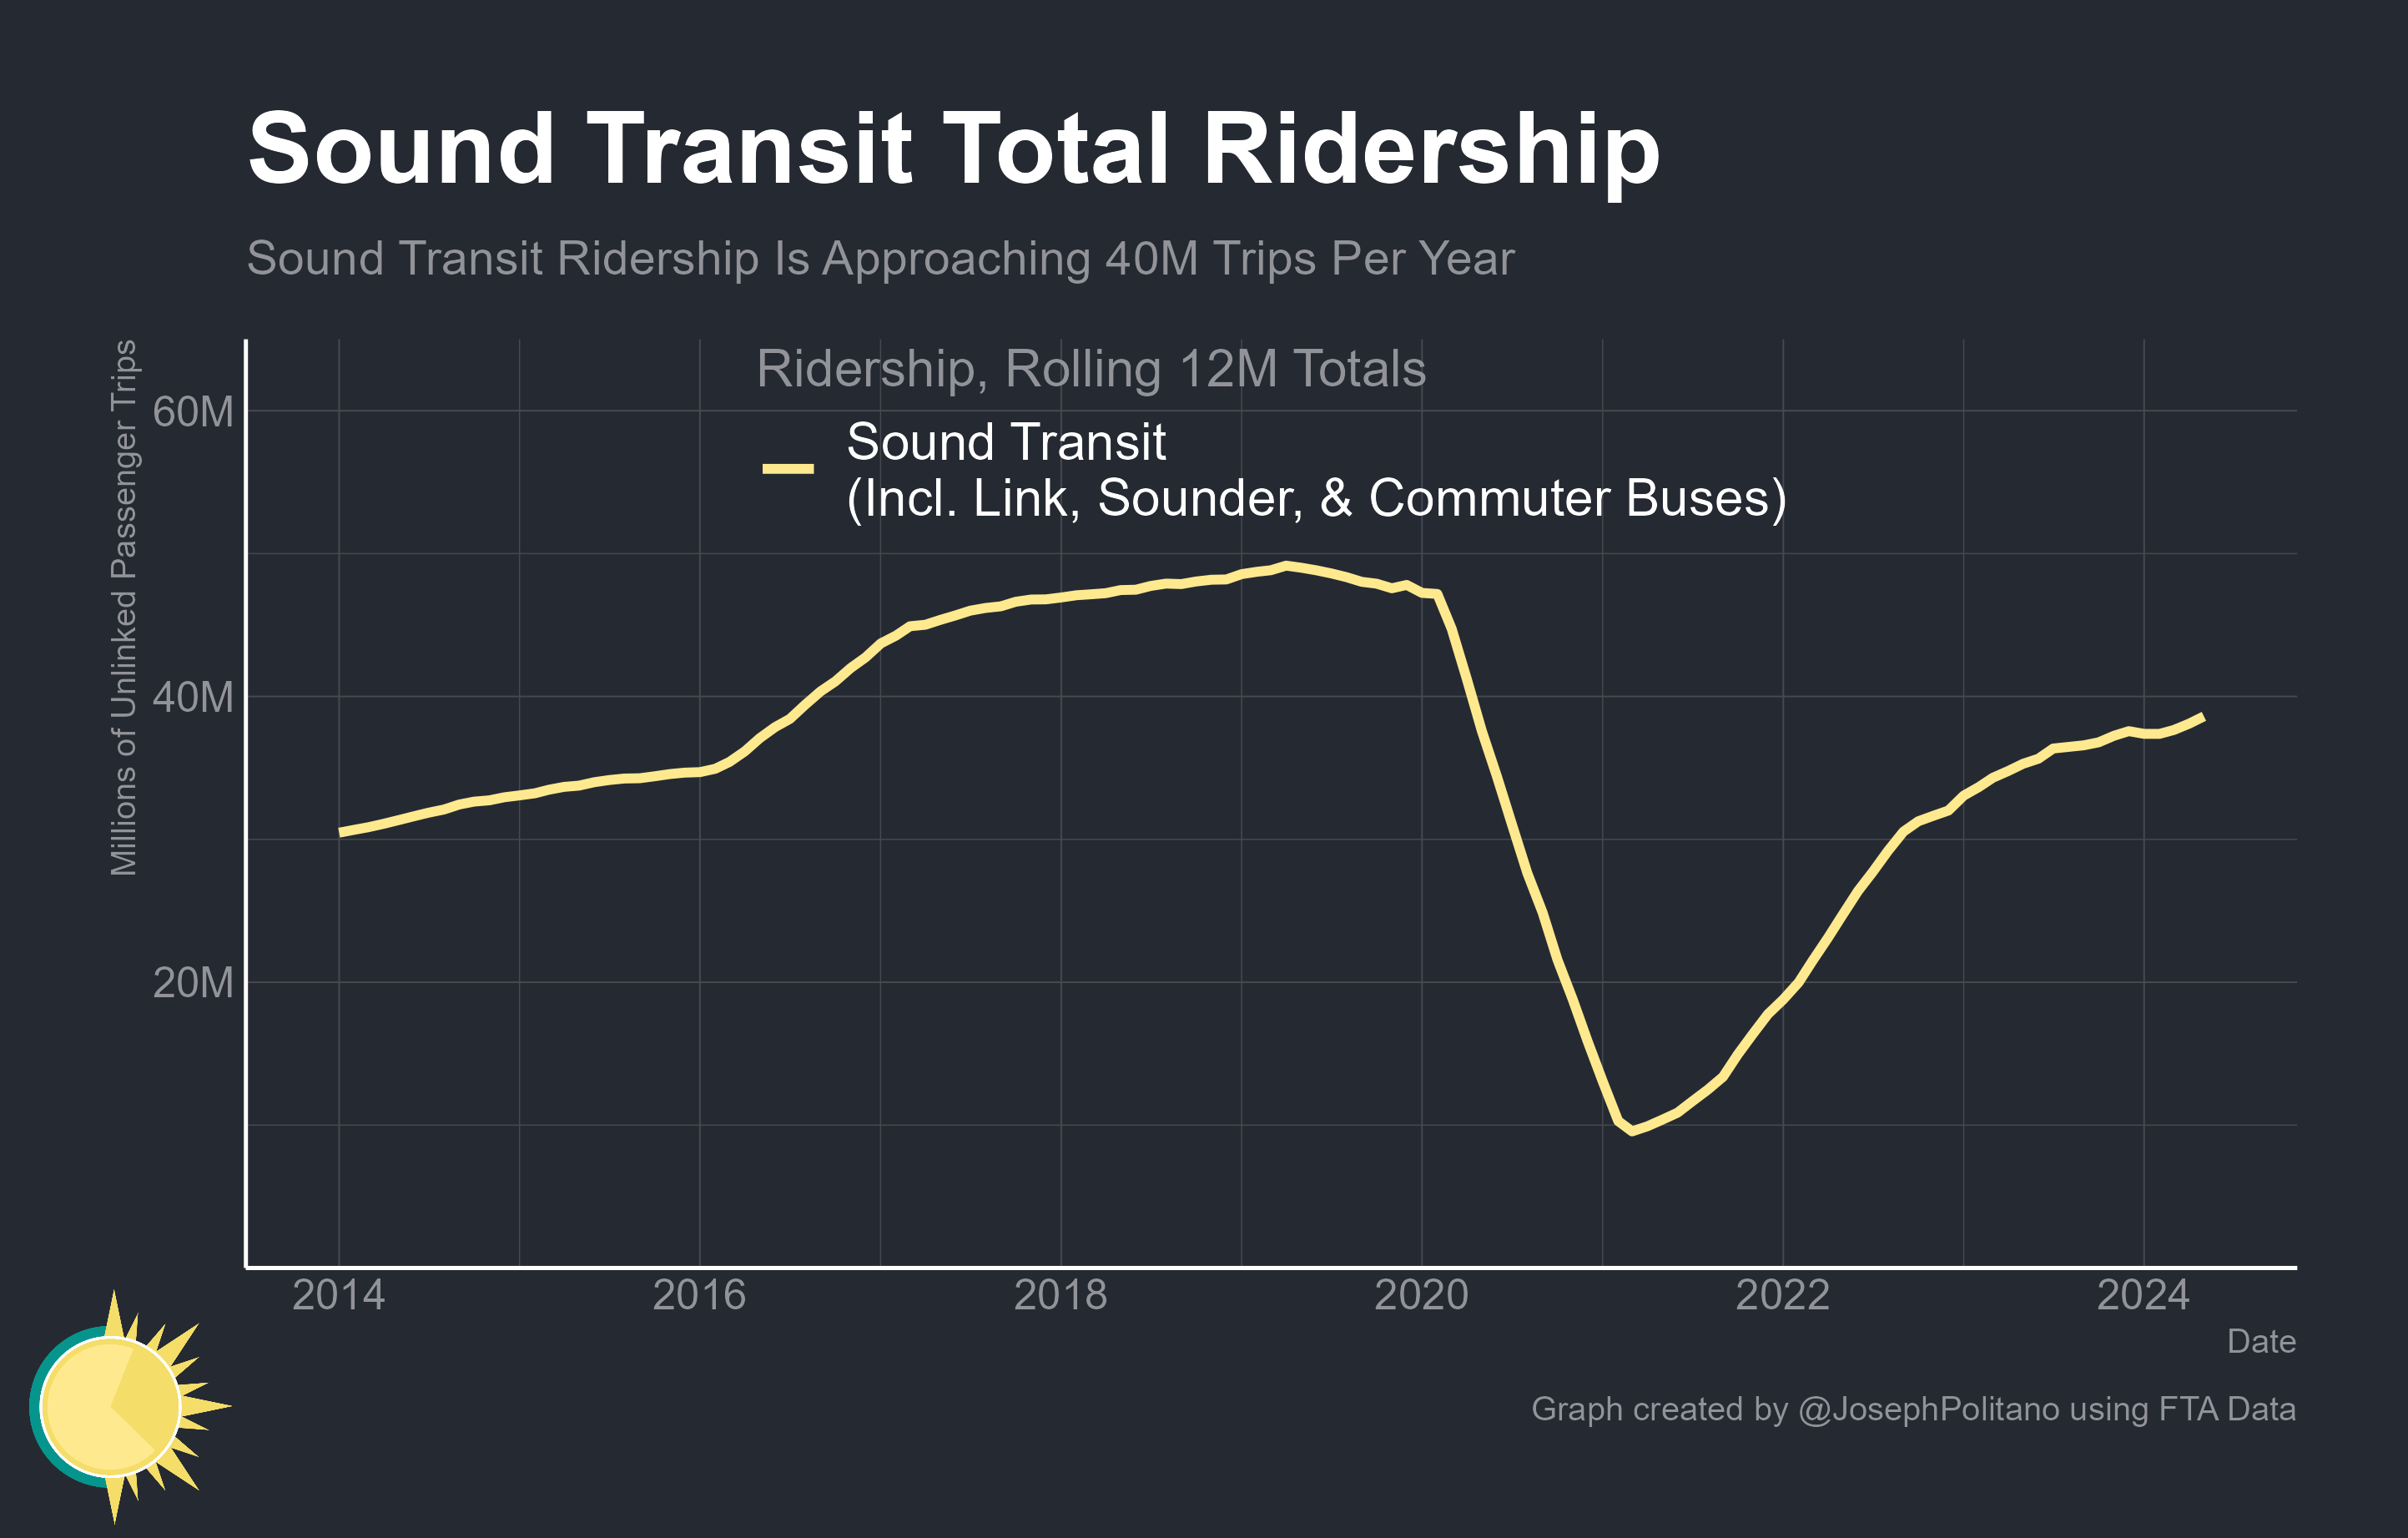 Sound Transit Total Ridership
Sound Transit Ridership Is Approaching 40M Trips Per Year
Millions of Unlinked Passenger Trips
Ridership, Rolling 12M Totals
Sound Transit
(Incl. Link, Sounder, & Commuter Buses)
60M
40M
20M
2014 2016 2018 2020 2022 2024
Date
Graph created by @JosephPolitano using FTA Data